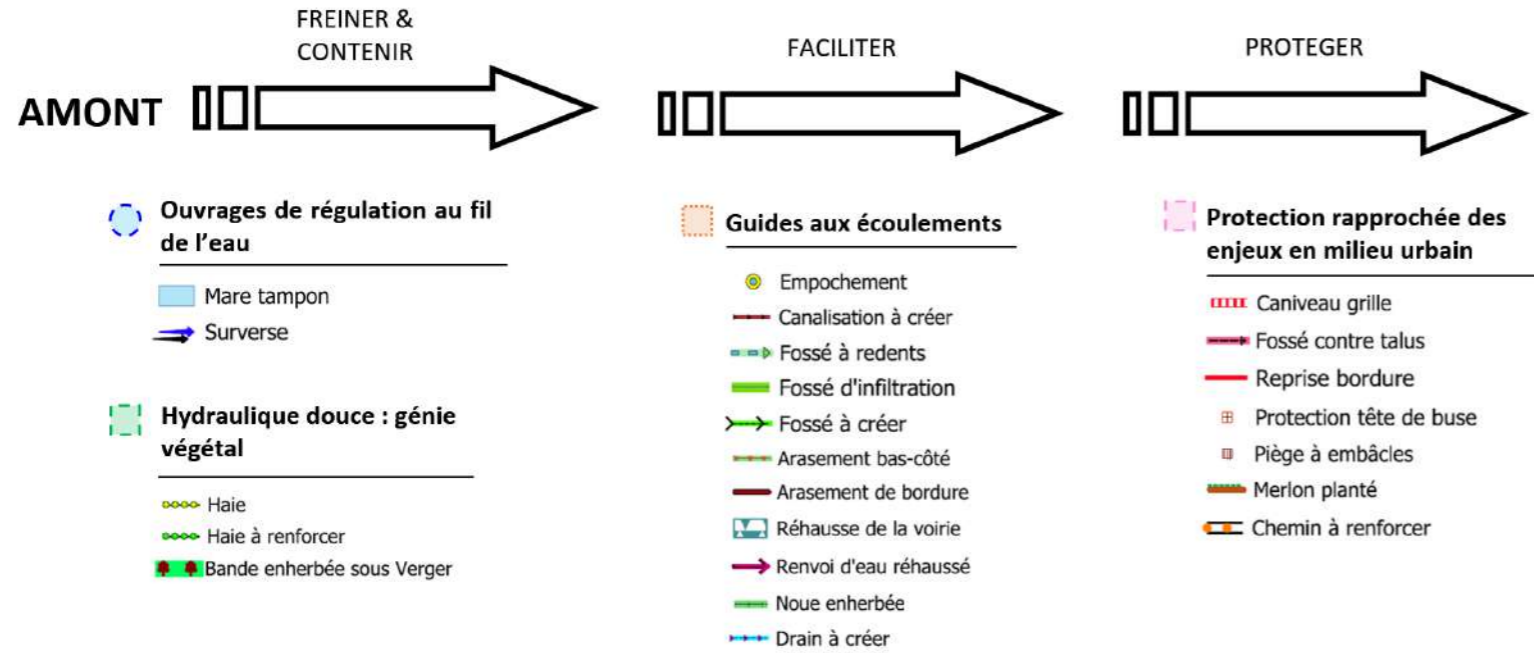 FREINER &
CONTENIR
FACILITER
PROTEGER
AMONT
Ouvrages de régulation au fil
de l'eau
Mare tampon
Surverse
Hydraulique douce : génie
végétal
Haie
Haie à renforcer
Bande enherbée sous Verger
Guides aux écoulements
Empochement
Canalisation à créer
Fossé à redents
Fossé d'infiltration
Fossé à créer
Arasement bas-côté
Arasement de bordure
Réhausse de la voirie
Renvoi d'eau réhaussé
Noue enherbée
Drain à créer
Protection rapprochée des
enjeux en milieu urbain
Caniveau grille
Fossé contre talus
Reprise bordure
Protection tête de buse
Piège à embâcles
Merlon planté
Chemin à renforcer